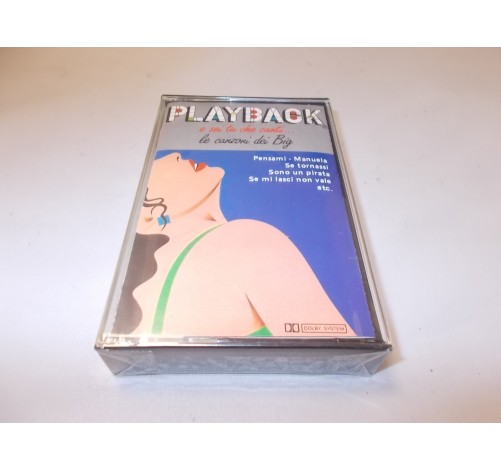 PLAYBACK
e sei tu che canti...
le canzoni dei Big
Pensami - Manuela
Se tornassi
Sono un pirata
Se mi lasci non vale
etc.
DOLBY SYSTEM